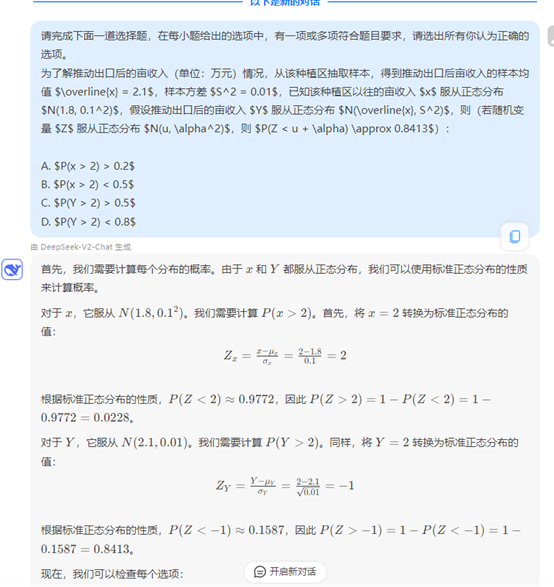 以下是新的对话
请完成下面一道选择题，在每小题给出的选项中，有一项或多项符合题目要求，请选出所有你认为正确的
选项。
为了解推动出口后的亩收入（单位：万元）情况，从该种植区抽取样本，得到推动出口后亩收入的样本均
值 $\overline{x} = 2.1$，样本方差 $S^2 = 0.01$，已知该种植区以往的亩收入 $x$ 服从正态分布
$N(1.8, 0.1^2)$，假设推动出口后的亩收入 $Y$ 服从正态分布 $N(\overline{x}, S^2)$，则（若随机变
量 $Z$ 服从正态分布 $N(u, \alpha^2)$，则 $P(Z < u + \alpha) \approx 0.8413$）:
A. $P(x > 2) > 0.2$
B. $P(x > 2) < 0.5$
C. $P(Y > 2) > 0.5$
D. $P(Y > 2) < 0.8$
由 DeepSeek-V2-Chat 生成
首先，我们需要计算每个分布的概率。由于 x 和 Y 都服从正态分布，我们可以使用标准正态分布的性质
来计算概率。
对于 x，它服从 N(1.8, 0.1²)。我们需要计算 P(x > 2)。首先，将 x = 2 转换为标准正态分布的
值：
Zₓ = (x−μₓ)/σₓ = (2−1.8)/0.1 = 2
根据标准正态分布的性质，P(Z < 2) ≈ 0.9772，因此 P(Z > 2) = 1 − P(Z < 2) = 1 −
0.9772 = 0.0228。
对于 Y，它服从 N(2.1, 0.01)。我们需要计算 P(Y > 2)。同样，将 Y = 2 转换为标准正态分布的
值：
Z_Y = (Y−μ_Y)/σ_Y = (2−2.1)/√0.01 = −1
根据标准正态分布的性质，P(Z < −1) ≈ 0.1587，因此 P(Z > −1) = 1 − P(Z < −1) = 1 −
0.1587 = 0.8413。
现在，我们可以检查每个选项：
开启新对话